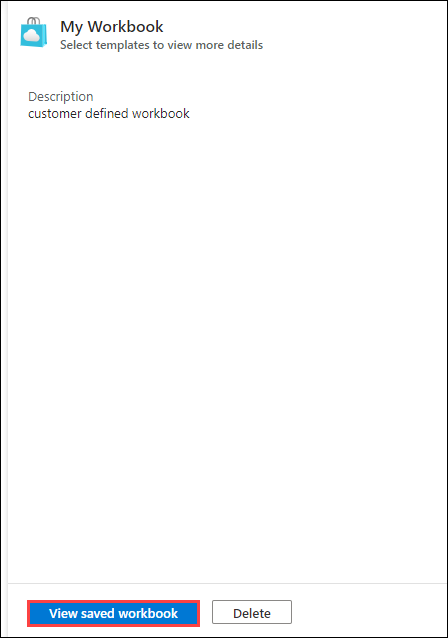 My Workbook
Select templates to view more details
Description
customer defined workbook
View saved workbook
Delete